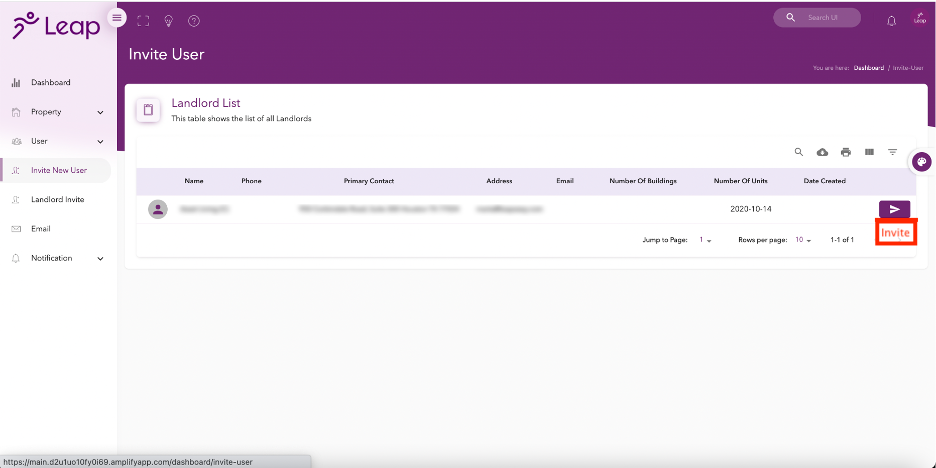 Leap
Search UI
Leap
Invite User
You are here: Dashboard / Invite-User
Dashboard
Property
User
Invite New User
Landlord Invite
Email
Notification
Landlord List
This table shows the list of all Landlords
Name Phone Primary Contact Address Email Number Of Buildings Number Of Units Date Created
2020-10-14
Invite
Jump to Page: 1 Rows per page: 10 1-1 of 1
https://main.d2u1uo10fy0i69.amplifyapp.com/dashboard/invite-user